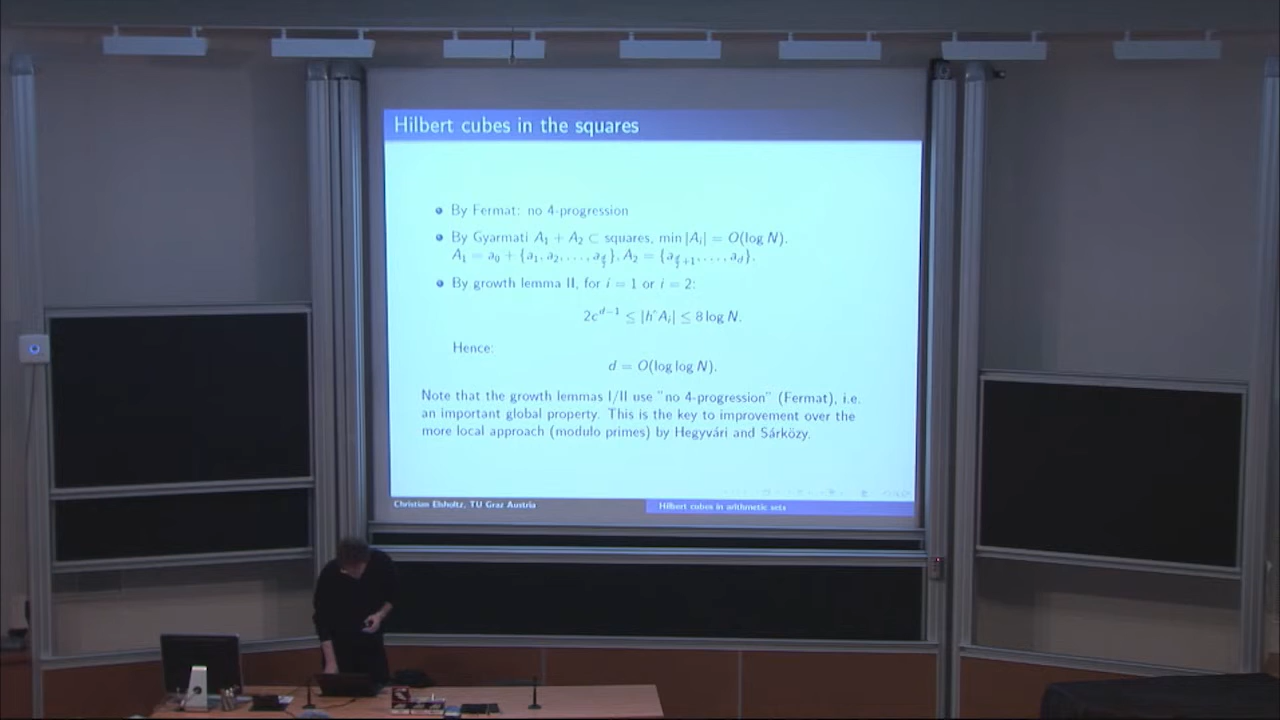 Hilbert cubes in the squares
By Fermat: no 4-progression
By Gyarmati A₁ + A₂ ⊂ squares, min |Aᵢ| = O(log N).
A₁ = a₀ + {a₁, a₂, . . . , a_{d/2}}, A₂ = {a_{d/2+1}, . . . , a_d}.
By growth lemma II, for i = 1 or i = 2:
2c^{d−1} ≤ |h^Aᵢ| ≤ 8 log N.
Hence:
d = O(log log N).
Note that the growth lemmas I/II use "no 4-progression" (Fermat), i.e.
an important global property. This is the key to improvement over the
more local approach (modulo primes) by Hegyvári and Sárközy.
Christian Elsholtz, TU Graz Austria
Hilbert cubes in arithmetic sets